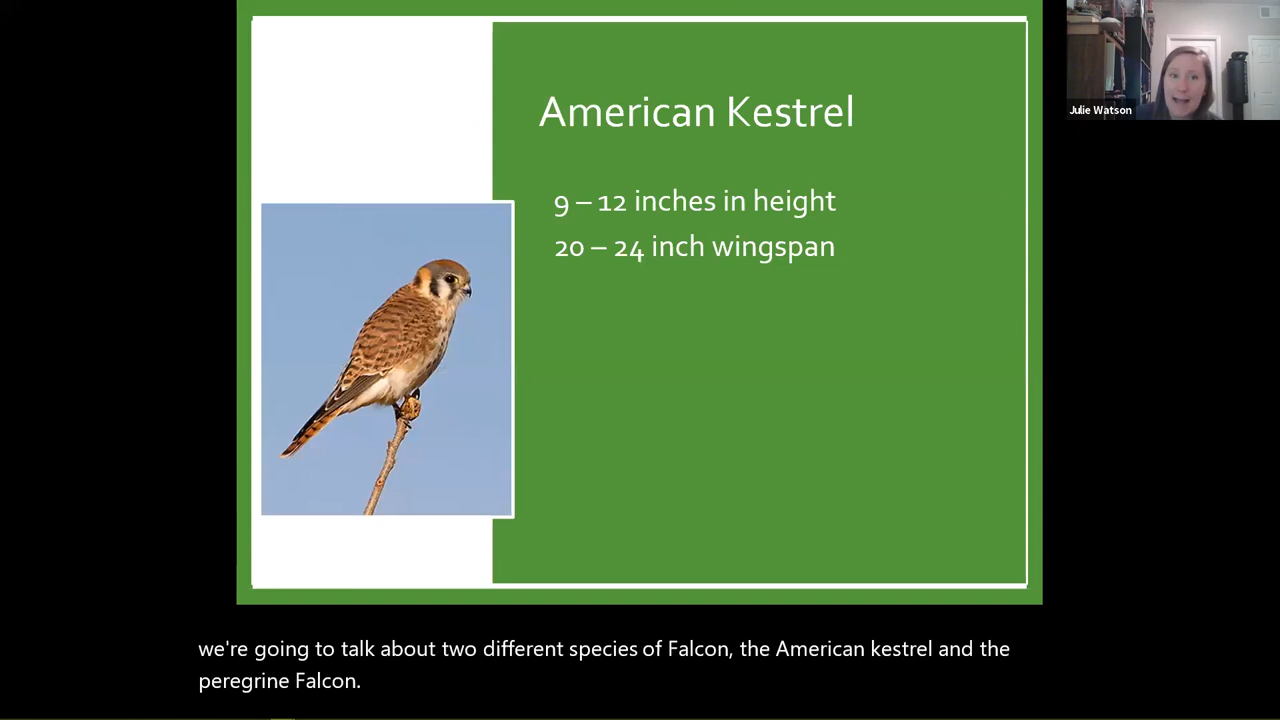 American Kestrel
9 – 12 inches in height
20 – 24 inch wingspan
Julie Watson
we're going to talk about two different species of Falcon, the American kestrel and the
peregrine Falcon.